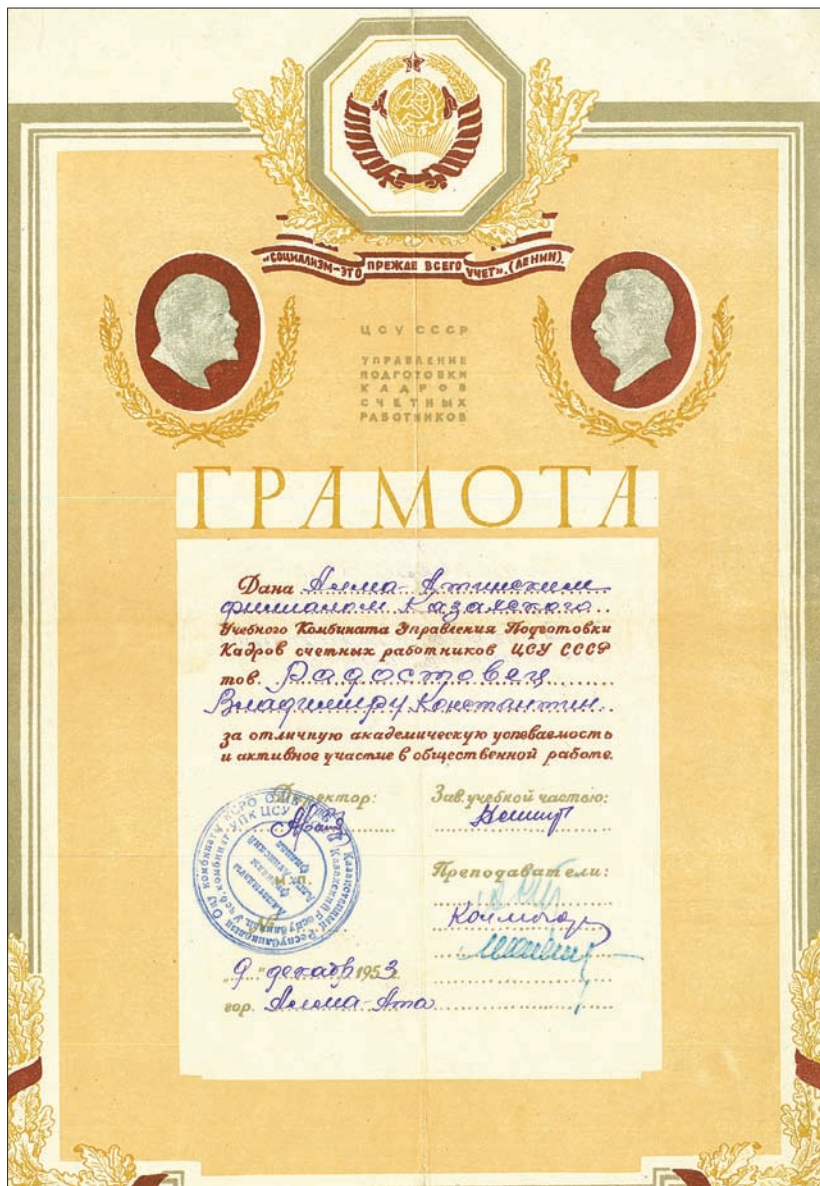 «СОЦИАЛИЗМ-ЭТО ПРЕЖДЕ ВСЕГО УЧЕТ». (ЛЕНИН).
ЦСУ СССР
УПРАВЛЕНИЕ
ПОДГОТОВКИ
КАДРОВ
СЧЕТНЫХ
РАБОТНИКОВ
ГРАМОТА
Дана Алма-Атинским
филиалом Казахского
Учебного Комбината Управления Подготовки
Кадров счетных работников ЦСУ СССР
тов. Радостовец
Владимиру Константин.
за отличную академическую успеваемость
и активное участие в общественной работе.
Директор:
Зав. учебной частью:
М.П.
Преподаватели:
"9" декабр 1953
гор. Алма-Ата